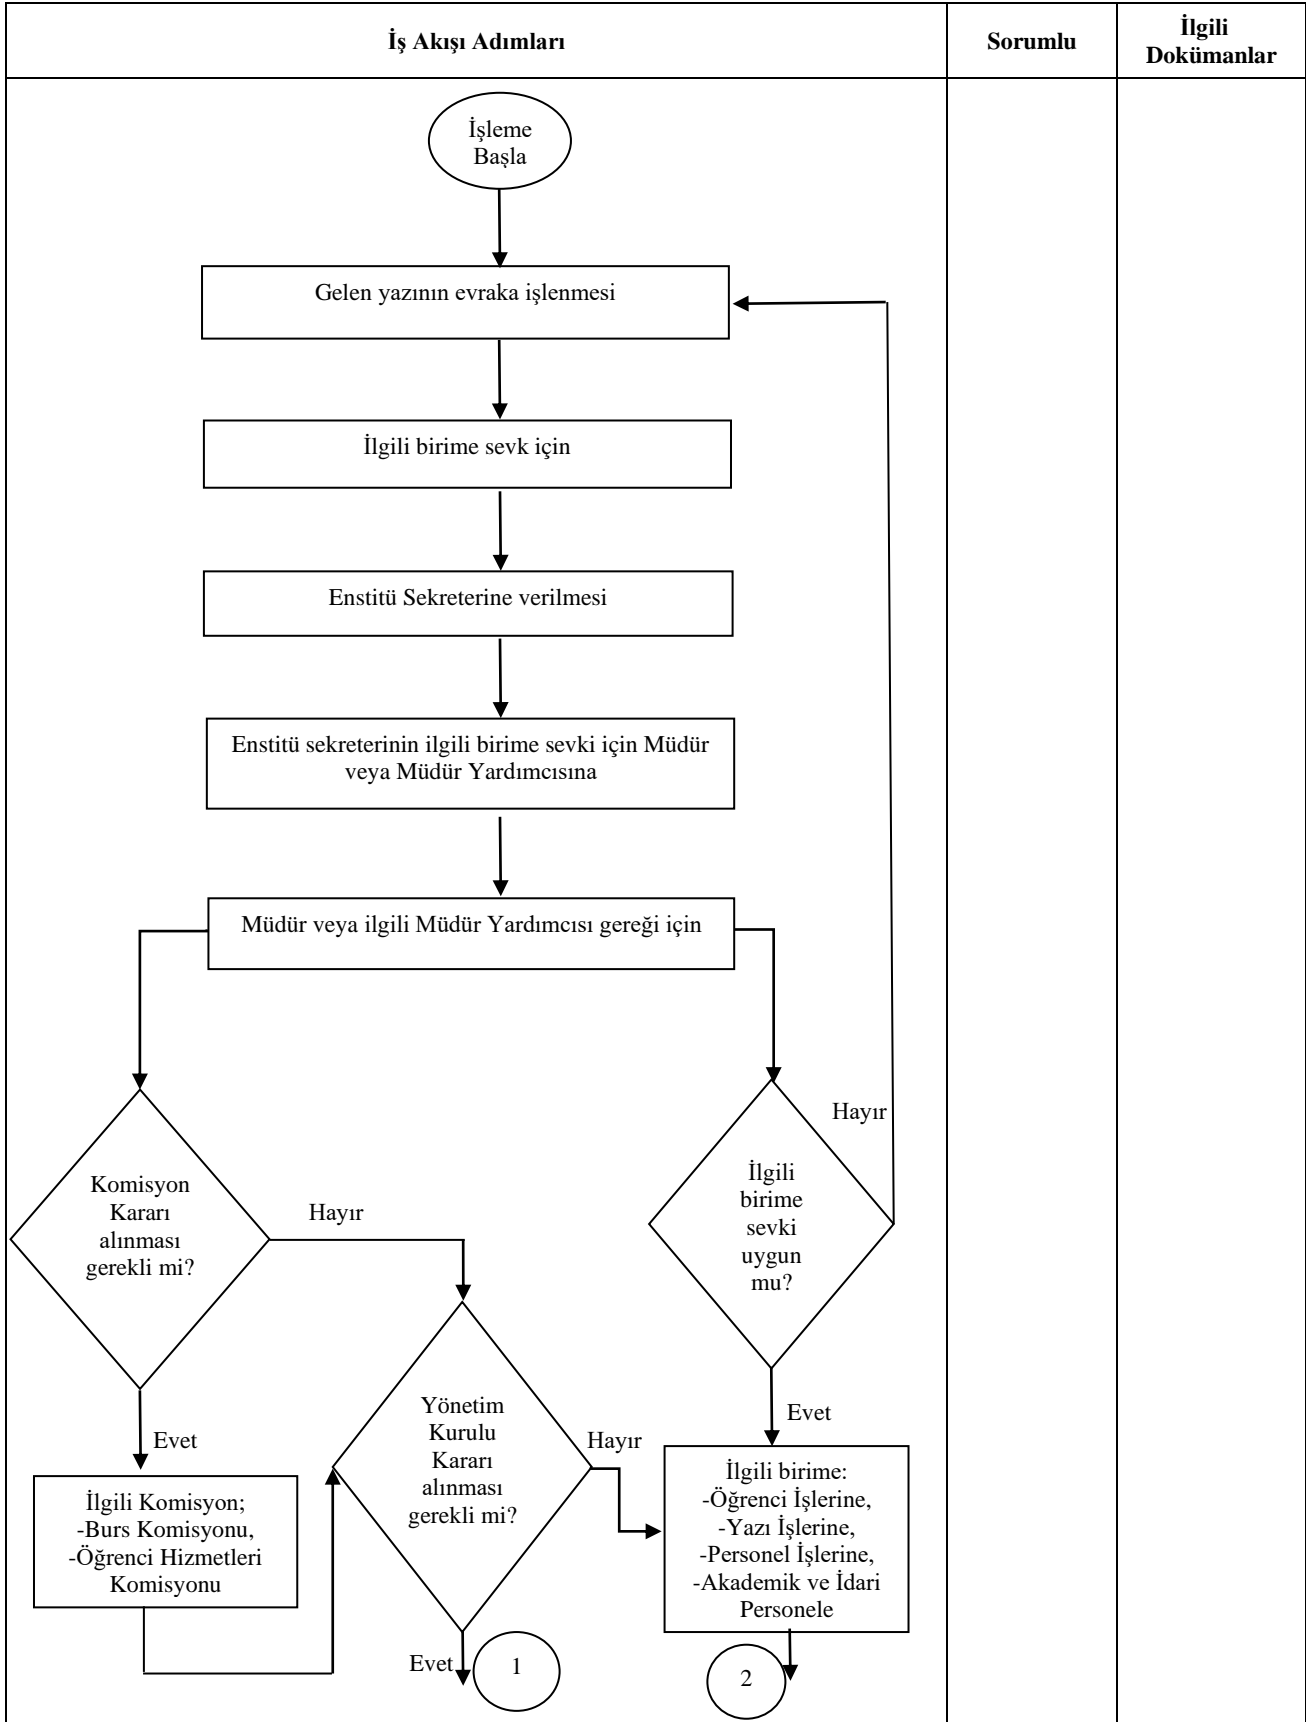 İş Akışı Adımları
Sorumlu
İlgili
Dokümanlar
İşleme
Başla
Gelen yazının evraka işlenmesi
İlgili birime sevk için
Enstitü Sekreterine verilmesi
Enstitü sekreterinin ilgili birime sevki için Müdür
veya Müdür Yardımcısına
Müdür veya ilgili Müdür Yardımcısı gereği için
Komisyon
Kararı
alınması
gerekli mi?
Hayır
İlgili
birime
sevki
uygun
mu?
Hayır
Evet
İlgili Komisyon;
-Burs Komisyonu,
-Öğrenci Hizmetleri
Komisyonu
Yönetim
Kurulu
Kararı
alınması
gerekli mi?
Hayır
Evet
İlgili birime:
-Öğrenci İşlerine,
-Yazı İşlerine,
-Personel İşlerine,
-Akademik ve İdari
Personele
Evet
1
2